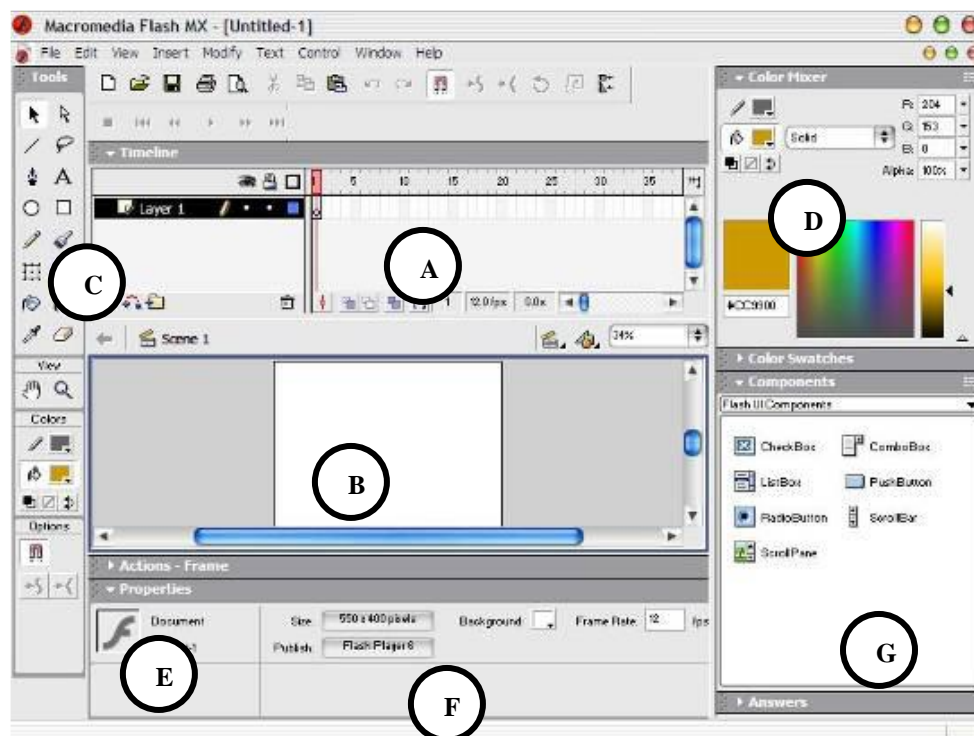 Macromedia Flash MX - [Untitled-1]
File Edit View Insert Modify Text Control Window Help
Tools
Color Mixer
R: 204
G: 153
B: 0
Solid
Alpha: 100%
#CC9900
D
Timeline
1 5 10 15 20 25 30 35
Layer 1
A
C
1 12.0 fps 0.0s
Scene 1
34%
View
Colors
Options
B
Color Swatches
Components
Flash UI Components
CheckBox ComboBox
ListBox PushButton
RadioButton ScrollBar
ScrollPane
G
Answers
Actions - Frame
Properties
Document
Size: 550 x 400 pixels Background: Frame Rate: 12 fps
Publish: Flash Player 6
E
F